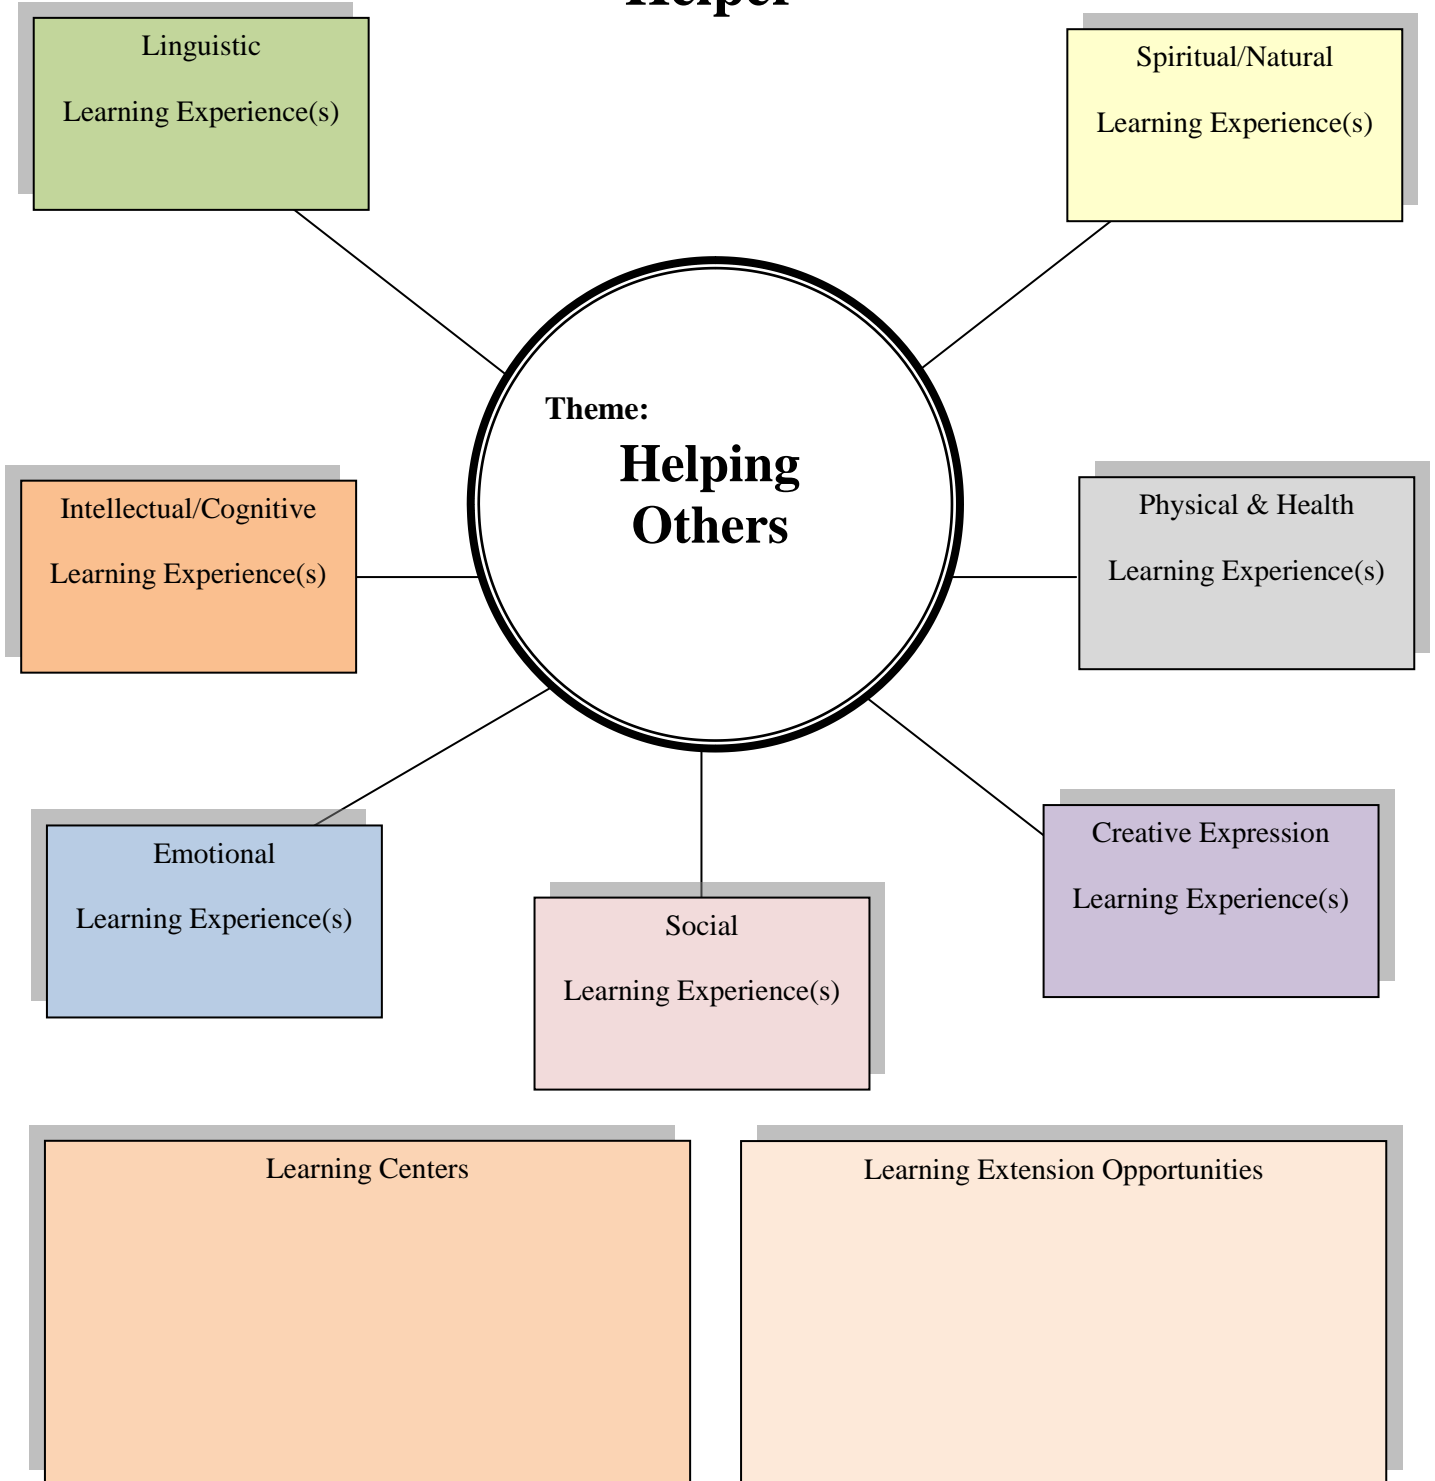 Helper
Linguistic
Learning Experience(s)
Spiritual/Natural
Learning Experience(s)
Theme:
Helping
Others
Intellectual/Cognitive
Learning Experience(s)
Physical & Health
Learning Experience(s)
Emotional
Learning Experience(s)
Social
Learning Experience(s)
Creative Expression
Learning Experience(s)
Learning Centers
Learning Extension Opportunities